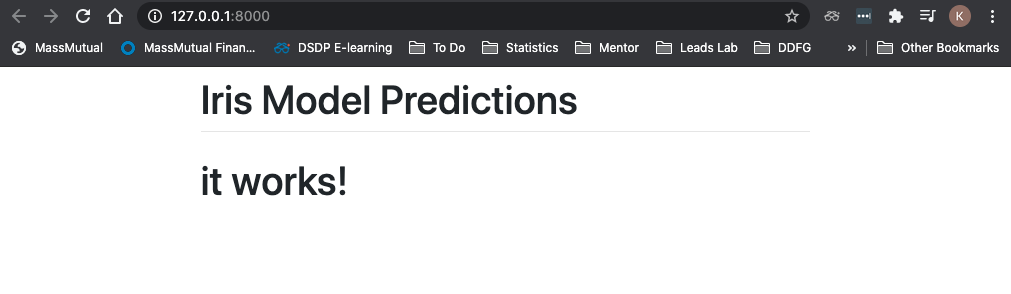 127.0.0.1:8000
K
MassMutual MassMutual Finan... DSDP E-learning To Do Statistics Mentor Leads Lab DDFG » Other Bookmarks
Iris Model Predictions
it works!